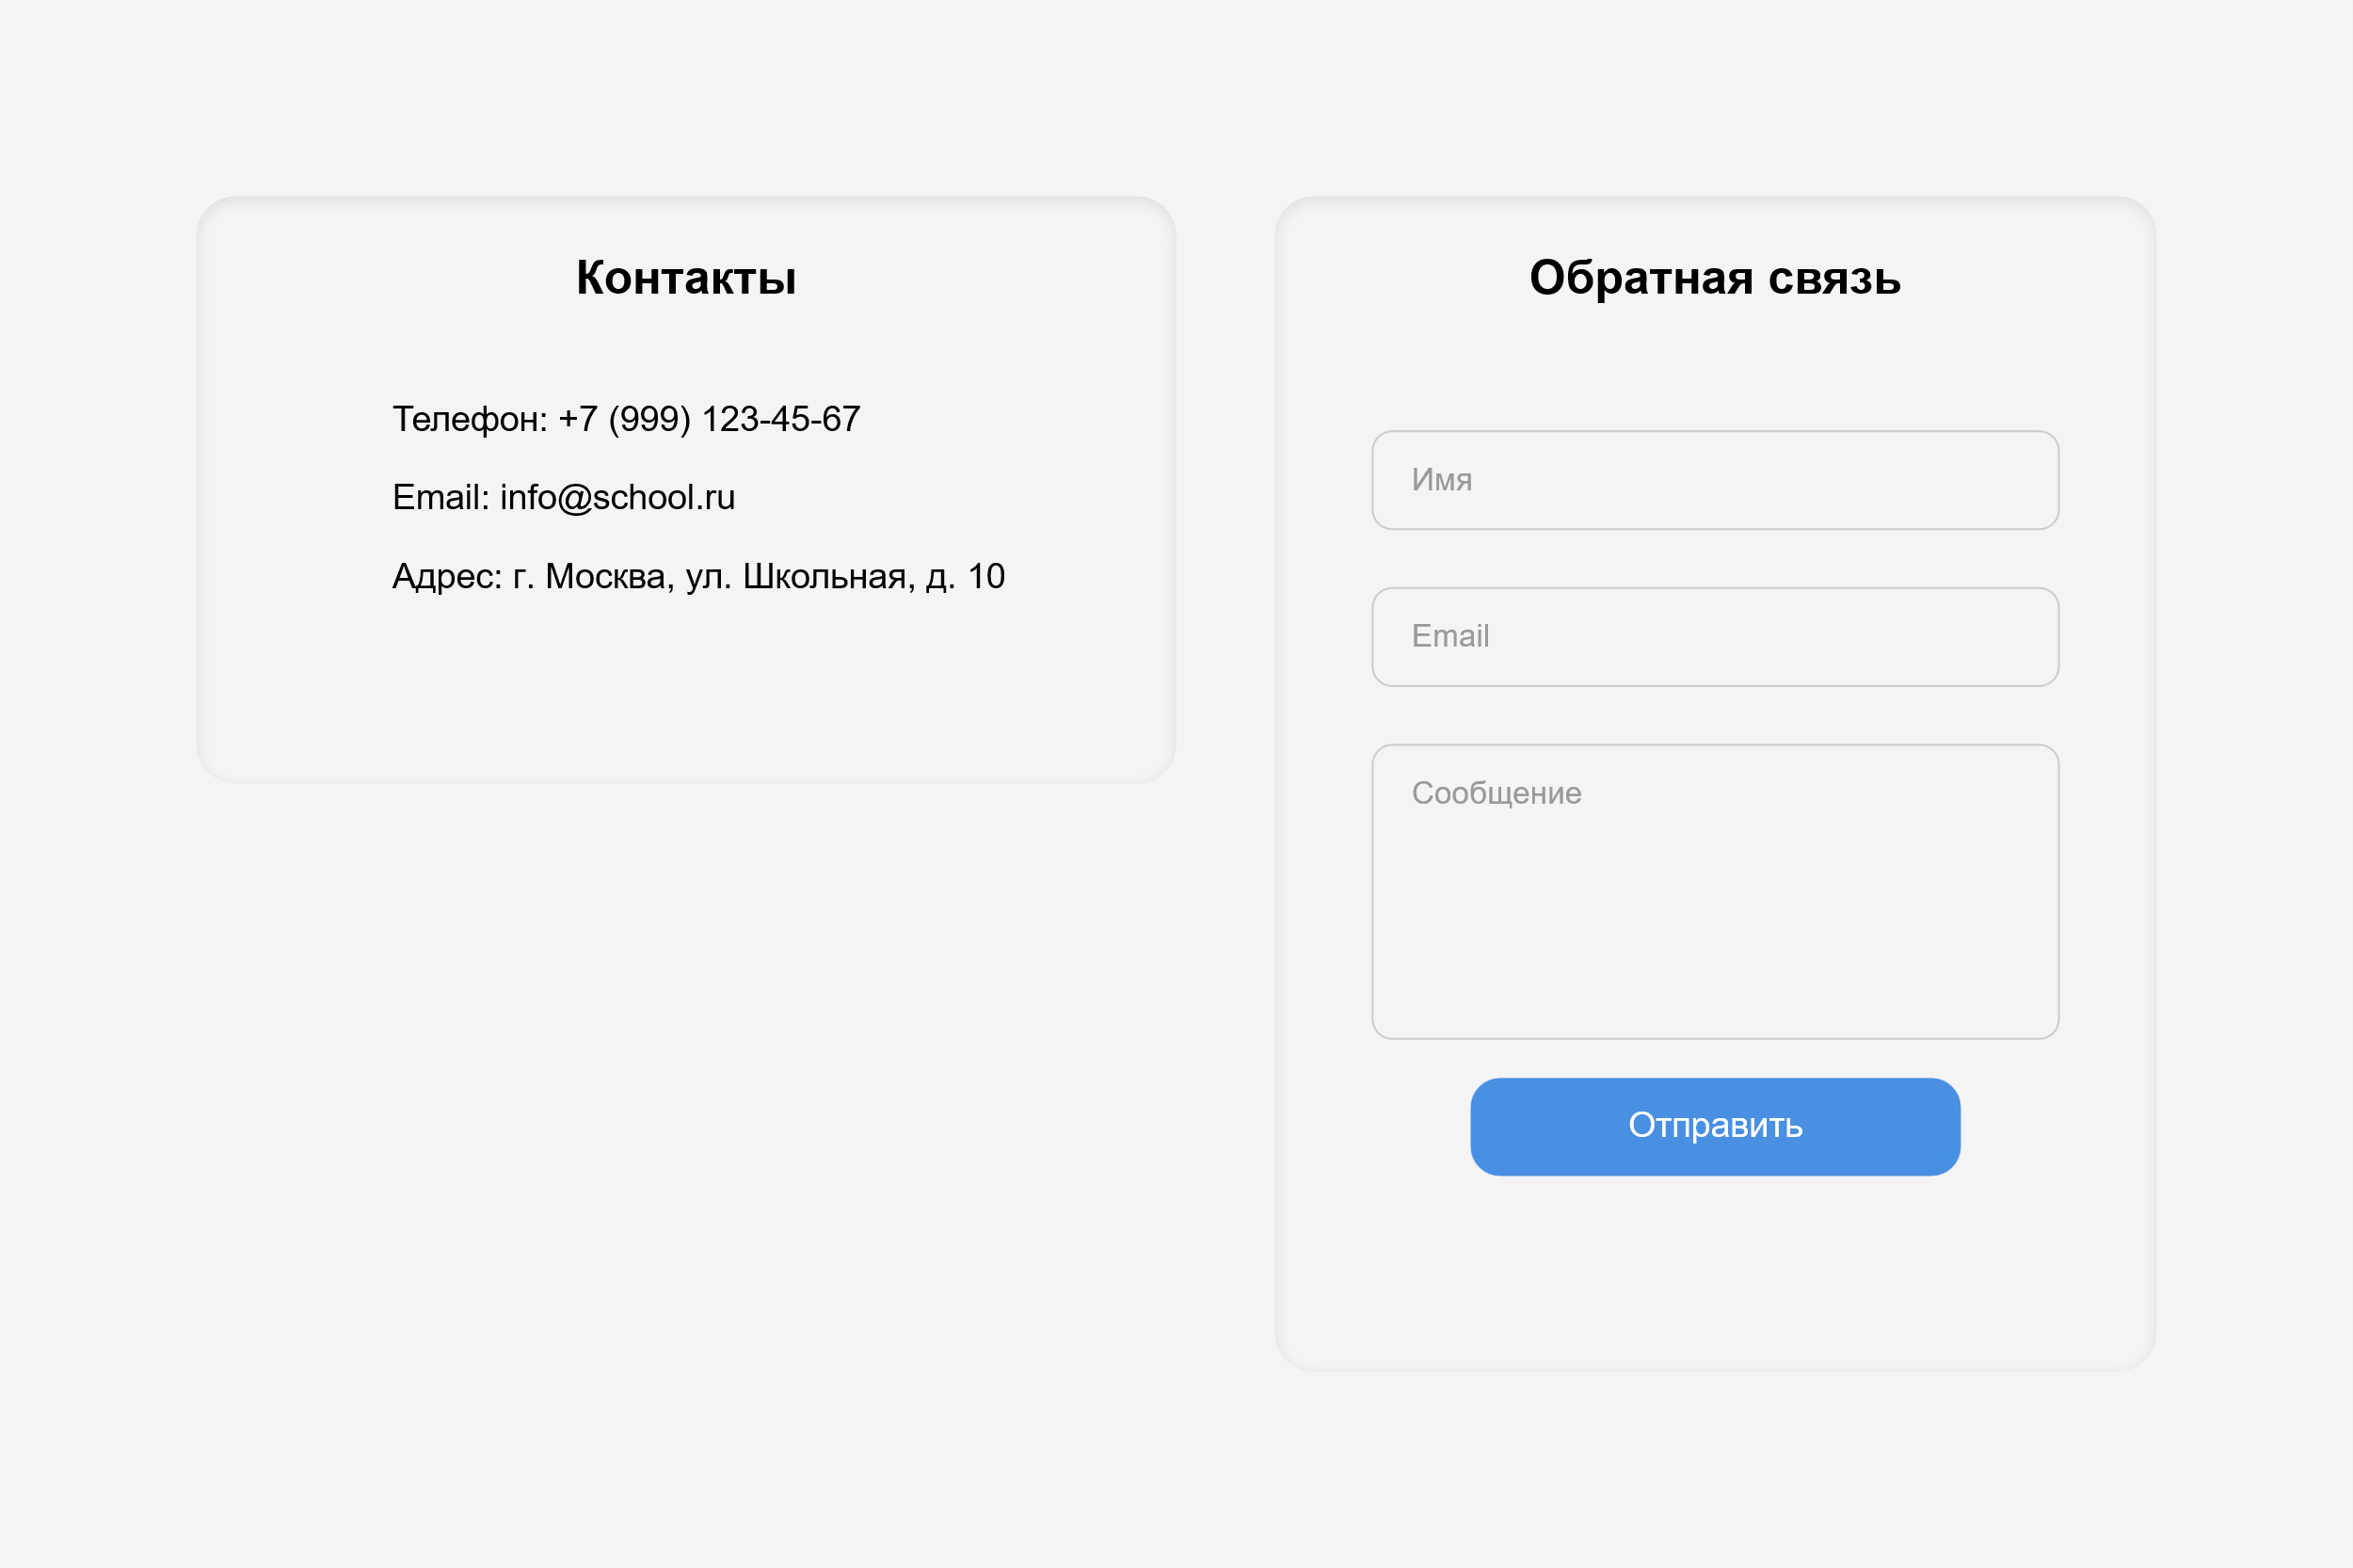 Контакты
Телефон: +7 (999) 123-45-67
Email: info@school.ru
Адрес: г. Москва, ул. Школьная, д. 10
Обратная связь
Имя
Email
Сообщение
Отправить